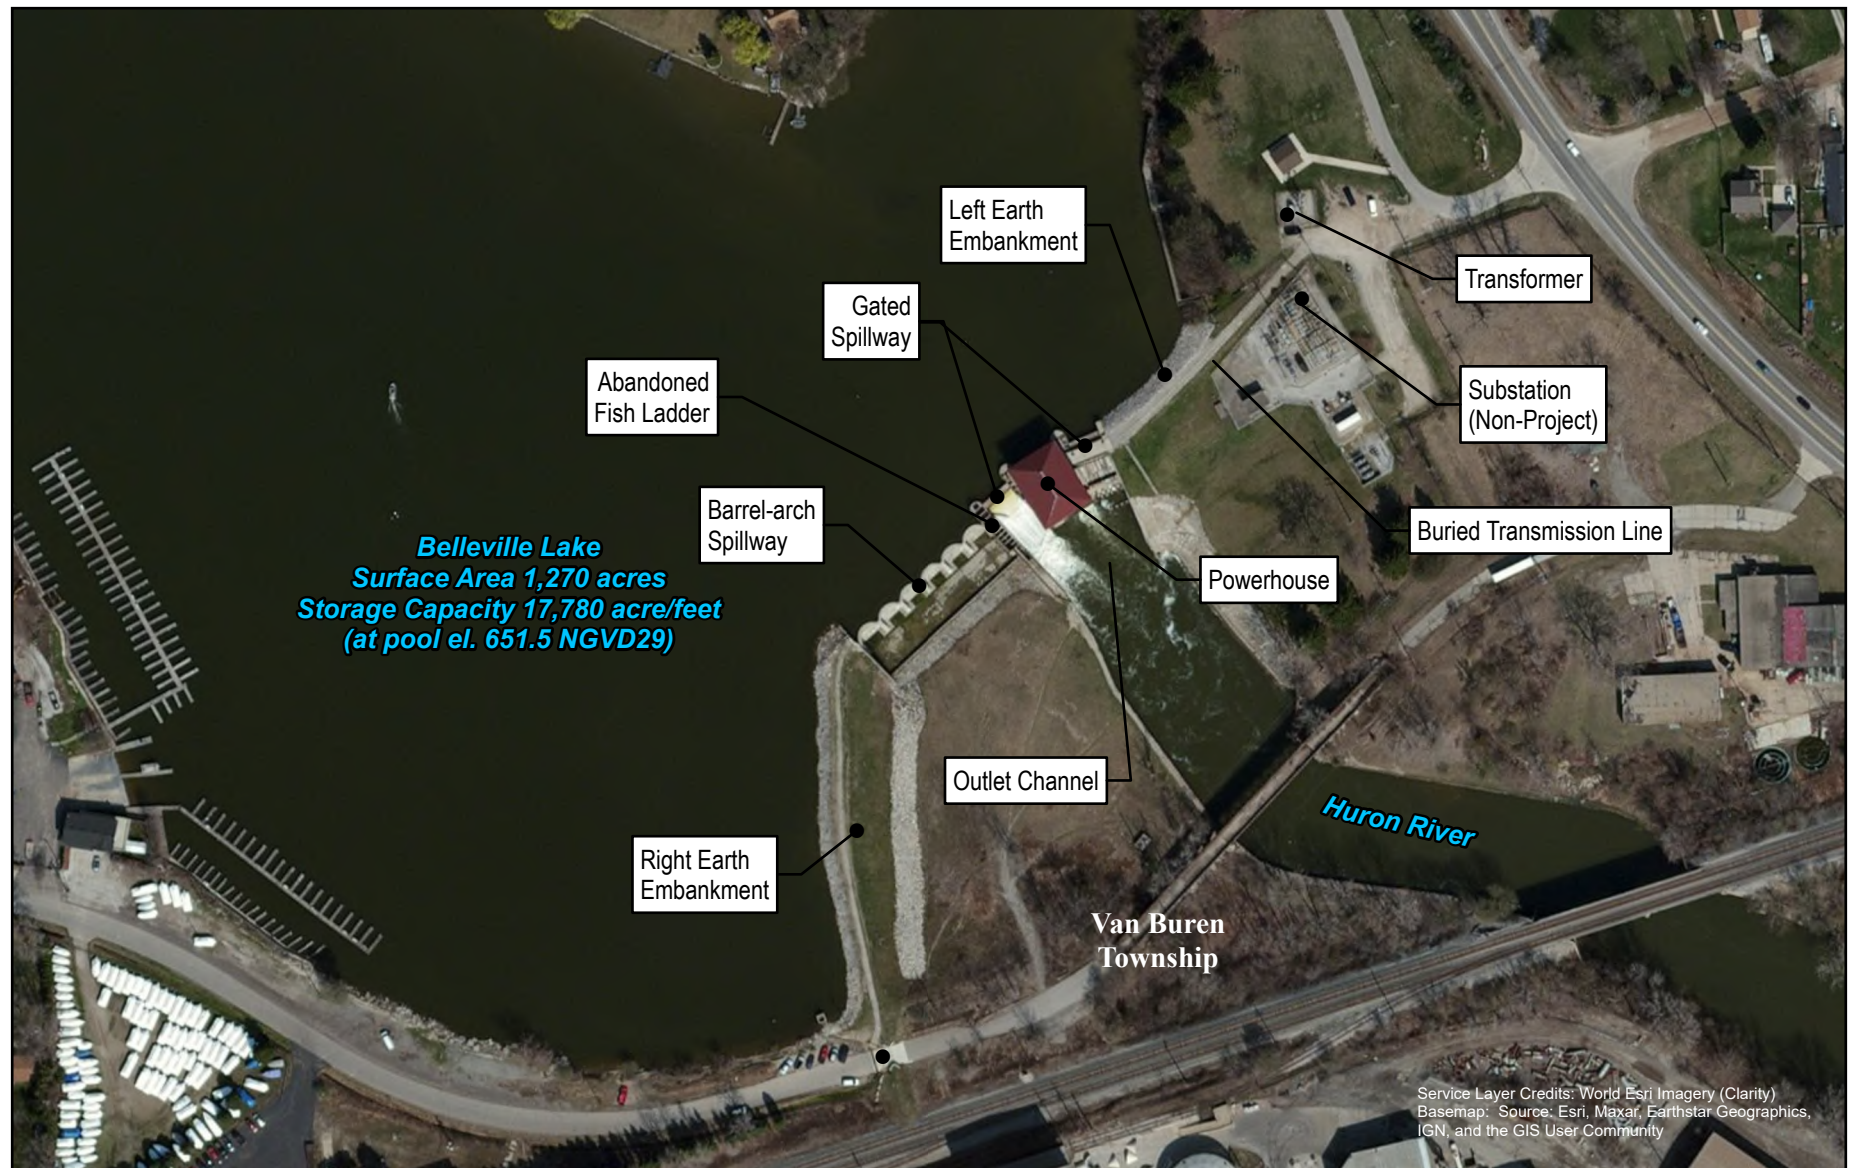 Left Earth
Embankment
Transformer
Gated
Spillway
Abandoned
Fish Ladder
Substation
(Non-Project)
Barrel-arch
Spillway
Buried Transmission Line
Belleville Lake
Surface Area 1,270 acres
Storage Capacity 17,780 acre/feet
(at pool el. 651.5 NGVD29)
Powerhouse
Outlet Channel
Huron River
Right Earth
Embankment
Van Buren
Township
Service Layer Credits: World Esri Imagery (Clarity)
Basemap: Source: Esri, Maxar, Earthstar Geographics,
IGN, and the GIS User Community